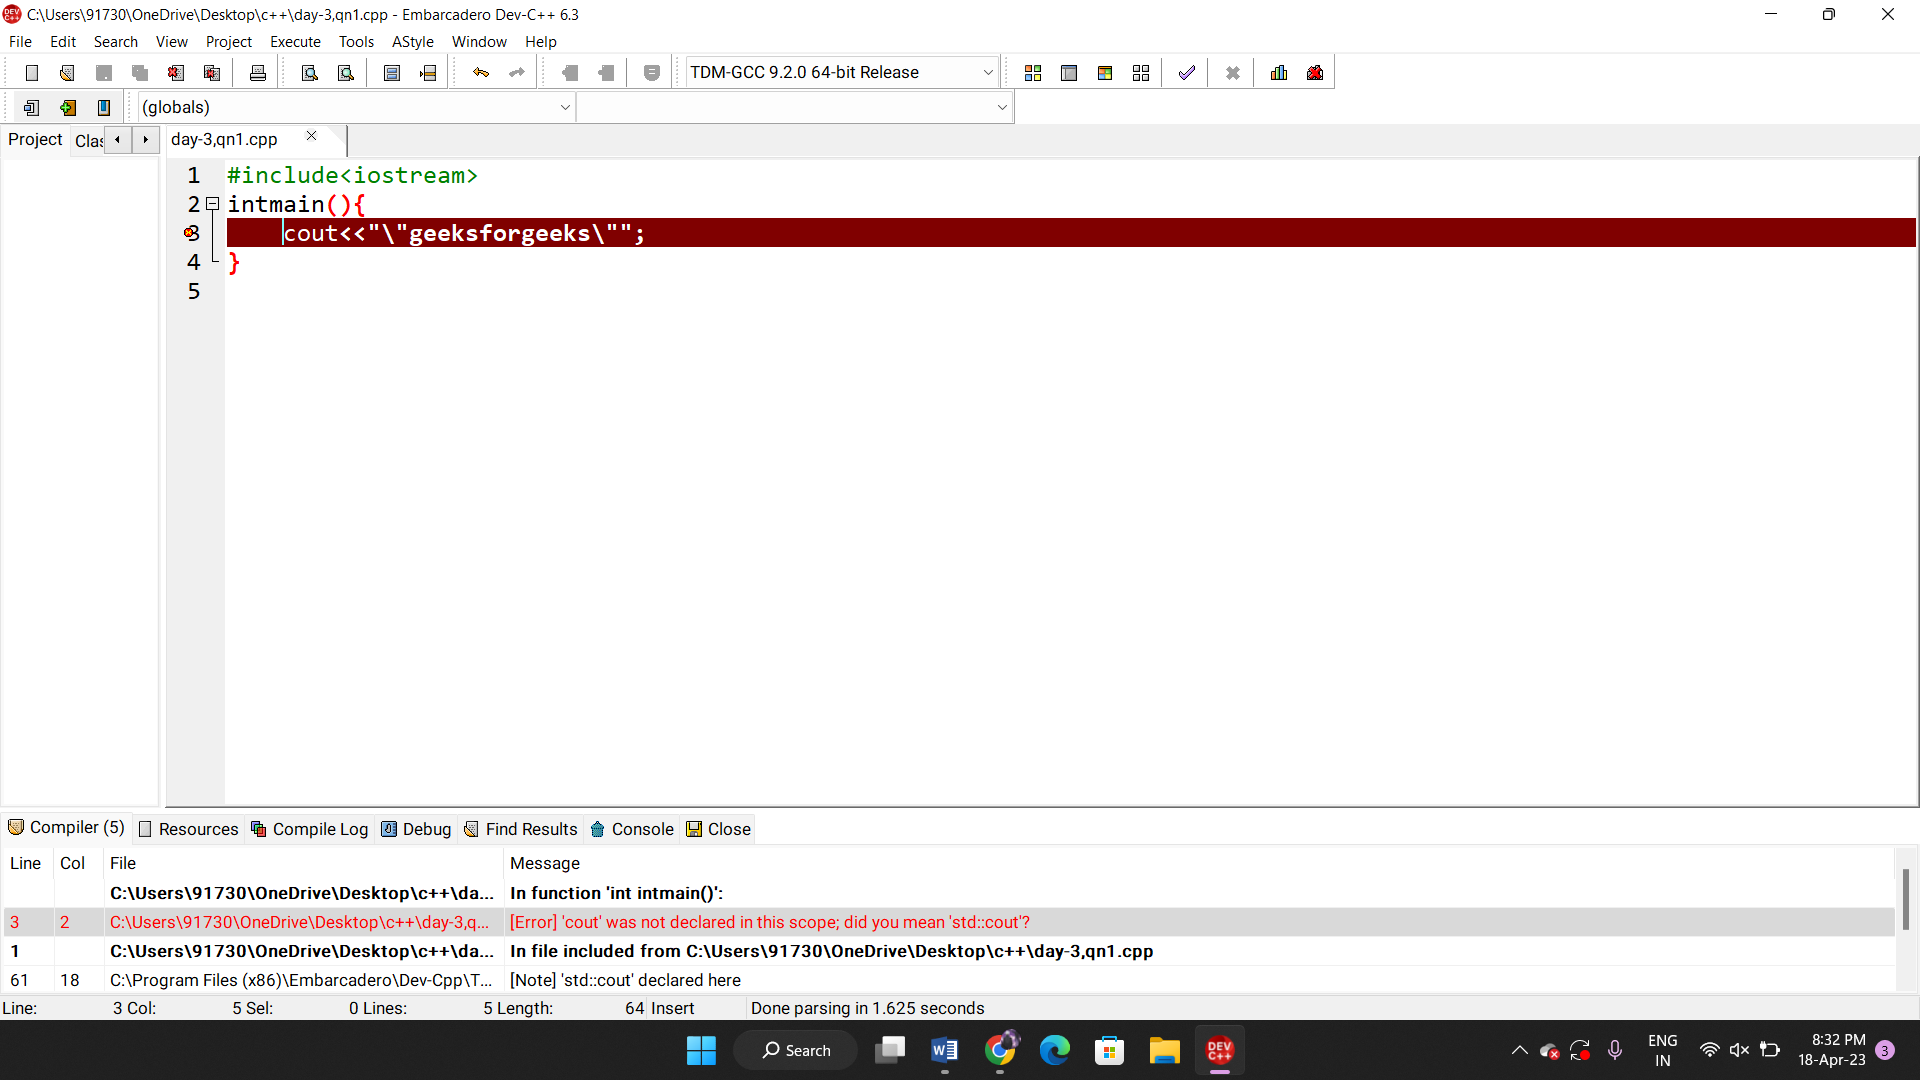 C:\Users\91730\OneDrive\Desktop\c++\day-3,qn1.cpp - Embarcadero Dev-C++ 6.3
File Edit Search View Project Execute Tools AStyle Window Help
TDM-GCC 9.2.0 64-bit Release
(globals)
Project Clas day-3,qn1.cpp
1 #include<iostream>
2 intmain(){
3 cout<<"\"geeksforgeeks\"";
4 }
5
Compiler (5) Resources Compile Log Debug Find Results Console Close
Line Col File Message
C:\Users\91730\OneDrive\Desktop\c++\da... In function 'int intmain()':
3 2 C:\Users\91730\OneDrive\Desktop\c++\day-3,q... [Error] 'cout' was not declared in this scope; did you mean 'std::cout'?
1 C:\Users\91730\OneDrive\Desktop\c++\da... In file included from C:\Users\91730\OneDrive\Desktop\c++\day-3,qn1.cpp
61 18 C:\Program Files (x86)\Embarcadero\Dev-Cpp\T... [Note] 'std::cout' declared here
Line: 3 Col: 5 Sel: 0 Lines: 5 Length: 64 Insert Done parsing in 1.625 seconds
Search DEV C++ ENG 8:32 PM
IN 18-Apr-23 3